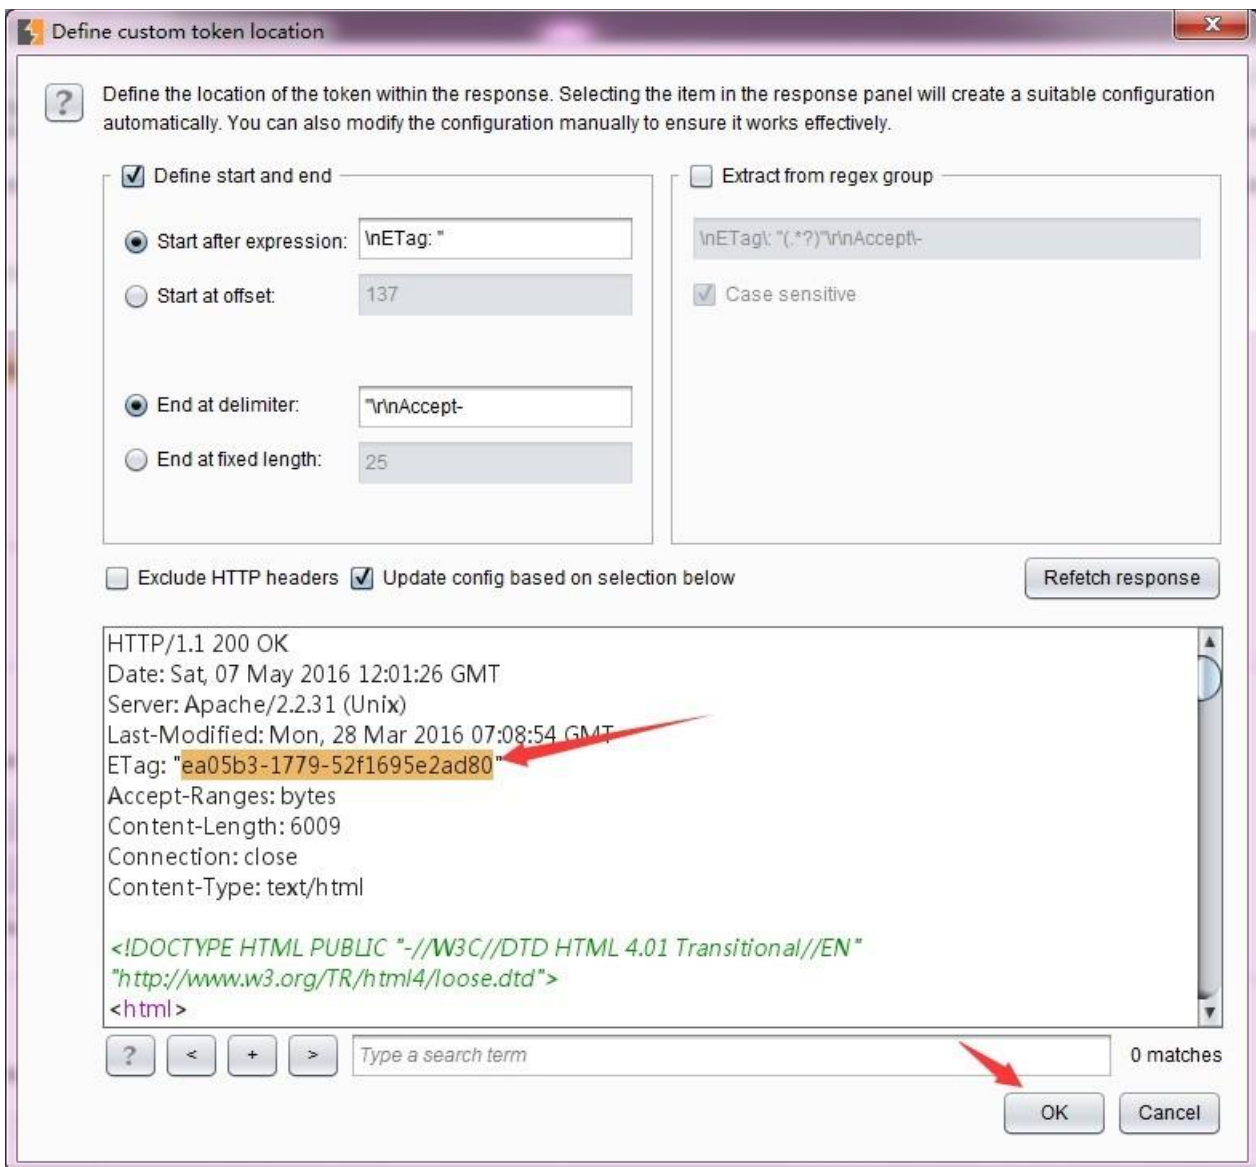 Define custom token location
Define the location of the token within the response. Selecting the item in the response panel will create a suitable configuration
automatically. You can also modify the configuration manually to ensure it works effectively.
Define start and end
Start after expression: \nETag: "
Start at offset: 137
End at delimiter: "\r\nAccept-
End at fixed length: 25
Extract from regex group
\nETag\: "(.*?)"\r\nAccept\-
Case sensitive
Exclude HTTP headers Update config based on selection below Refetch response
HTTP/1.1 200 OK
Date: Sat, 07 May 2016 12:01:26 GMT
Server: Apache/2.2.31 (Unix)
Last-Modified: Mon, 28 Mar 2016 07:08:54 GMT
ETag: "ea05b3-1779-52f1695e2ad80"
Accept-Ranges: bytes
Content-Length: 6009
Connection: close
Content-Type: text/html
<!DOCTYPE HTML PUBLIC "-//W3C//DTD HTML 4.01 Transitional//EN"
"http://www.w3.org/TR/html4/loose.dtd">
<html>
? < + > Type a search term 0 matches
OK Cancel